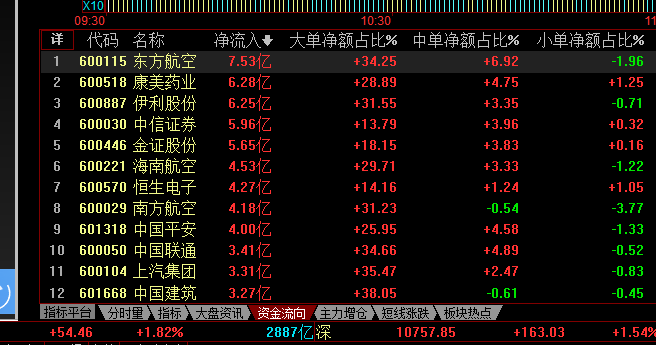 X10
09:30 10:30 11
详 代码 名称 净流入 大单净额占比% 中单净额占比% 小单净额占比%
1 600115 东方航空 7.53亿 +34.25 +6.92 -1.96
2 600518 康美药业 6.28亿 +28.89 +4.75 +1.25
3 600887 伊利股份 6.25亿 +31.55 +3.35 -0.71
4 600030 中信证券 5.96亿 +13.79 +3.96 +0.32
5 600446 金证股份 5.65亿 +18.15 +3.83 +0.16
6 600221 海南航空 4.53亿 +29.71 +3.33 -1.22
7 600570 恒生电子 4.27亿 +14.16 +1.24 +1.05
8 600029 南方航空 4.18亿 +31.23 -0.54 -3.77
9 601318 中国平安 4.00亿 +25.95 +4.58 -1.33
10 600050 中国联通 3.41亿 +34.66 +4.89 -0.52
11 600104 上汽集团 3.31亿 +35.47 +2.47 -0.83
12 601668 中国建筑 3.27亿 +38.05 -0.61 -0.45
指标平台 分时量 指标 大盘资讯 资金流向 主力增仓 短线涨跌 板块热点
+54.46 +1.82% 2887亿 深 10757.85 +163.03 +1.54%